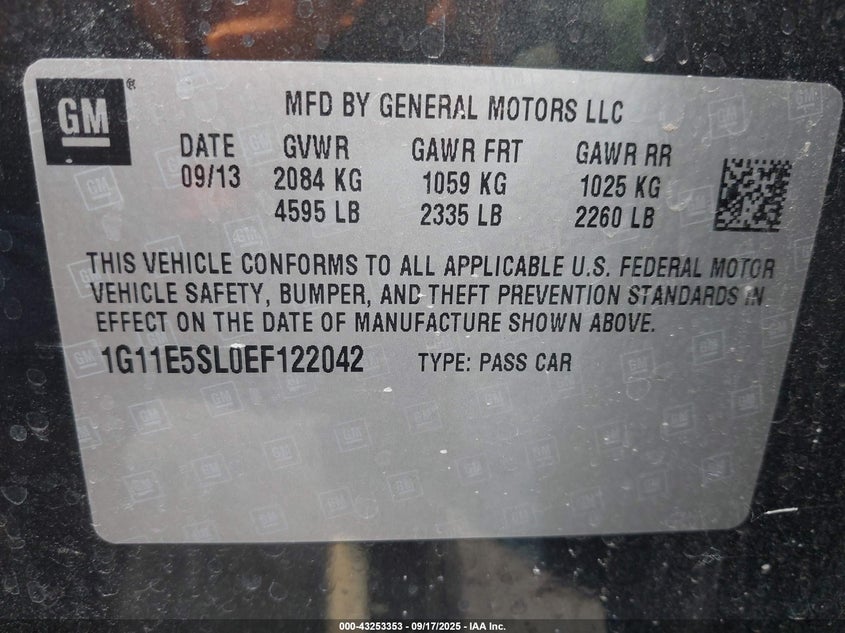 GM ®
MFD BY GENERAL MOTORS LLC
DATE GVWR GAWR FRT GAWR RR
09/13 2084 KG 1059 KG 1025 KG
4595 LB 2335 LB 2260 LB
THIS VEHICLE CONFORMS TO ALL APPLICABLE U.S. FEDERAL MOTOR
VEHICLE SAFETY, BUMPER, AND THEFT PREVENTION STANDARDS IN
EFFECT ON THE DATE OF MANUFACTURE SHOWN ABOVE.
1G11E5SL0EF122042 TYPE: PASS CAR
000-43253353 - 09/17/2025 - IAA Inc.